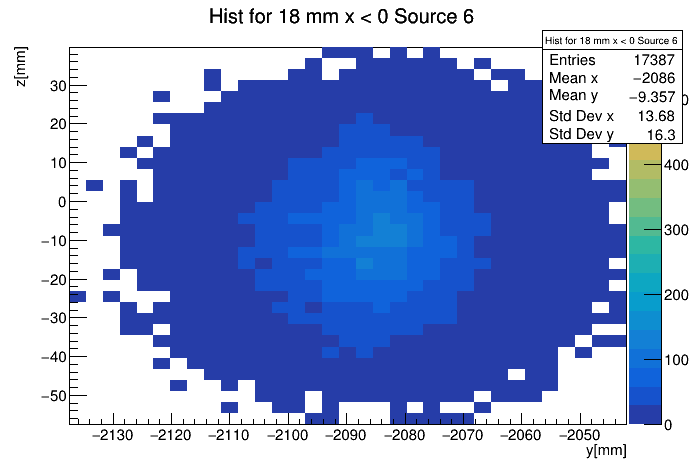 Hist for 18 mm x < 0 Source 6
Hist for 18 mm x < 0 Source 6
Entries 17387
Mean x −2086
Mean y −9.357
Std Dev x 13.68
Std Dev y 16.3
z[mm]
30
20
10
0
−10
−20
−30
−40
−50
−2130 −2120 −2110 −2100 −2090 −2080 −2070 −2060 −2050
y[mm]
400
300
200
100
0